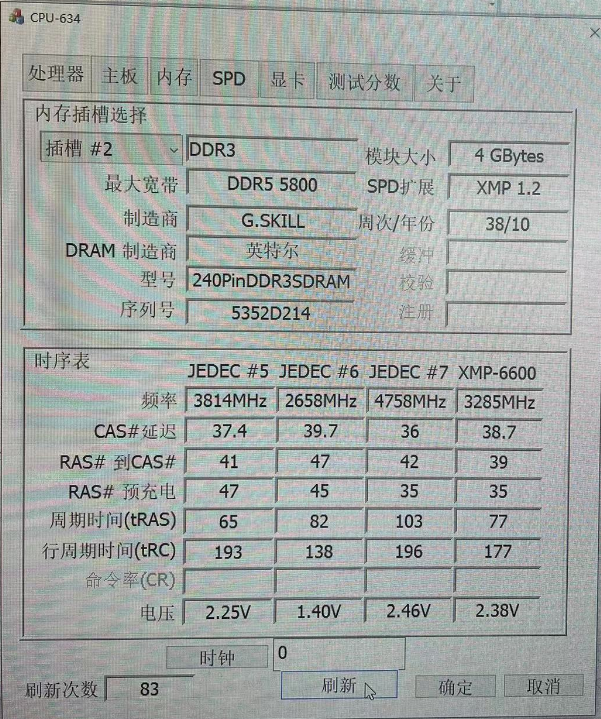 CPU-634
处理器 主板 内存 SPD 显卡 测试分数 关于
内存插槽选择
插槽 #2 DDR3 模块大小 4 GBytes
最大宽带 DDR5 5800 SPD扩展 XMP 1.2
制造商 G.SKILL 周次/年份 38/10
DRAM 制造商 英特尔 缓冲
型号 240PinDDR3SDRAM 校验
序列号 5352D214 注册
时序表
JEDEC #5 JEDEC #6 JEDEC #7 XMP-6600
频率 3814MHz 2658MHz 4758MHz 3285MHz
CAS#延迟 37.4 39.7 36 38.7
RAS# 到CAS# 41 47 42 39
RAS# 预充电 47 45 35 35
周期时间(tRAS) 65 82 103 77
行周期时间(tRC) 193 138 196 177
命令率(CR)
电压 2.25V 1.40V 2.46V 2.38V
时钟 0
刷新次数 83 刷新 确定 取消